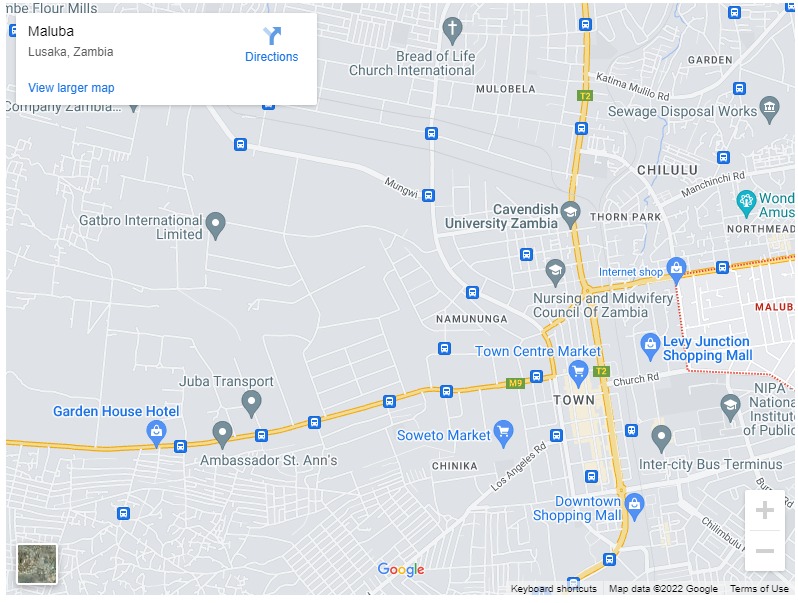 mbe Flour Mills
Maluba
Lusaka, Zambia
Directions
View larger map
Company Zambia...
Bread of Life
Church International
MULOBELA
GARDEN
Katima Mulilo Rd
T2
Sewage Disposal Works
CHILULU
Manchinchi Rd
Mungwi
Gatbro International
Limited
Cavendish
University Zambia
THORN PARK
Wond
Amus
NORTHMEAD
Internet shop
Nursing and Midwifery
Council Of Zambia
MALUBA
NAMUNUNGA
Levy Junction
Shopping Mall
Town Centre Market
T2
Church Rd
M9
Juba Transport
TOWN
NIPA
Nationa
Institut
of Public
Garden House Hotel
Soweto Market
Ambassador St. Ann's
CHINIKA
Los Angeles Rd
Inter-city Bus Terminus
Downtown
Shopping Mall
Chilimbulu
Google
Keyboard shortcuts
Map data ©2022 Google
Terms of Use